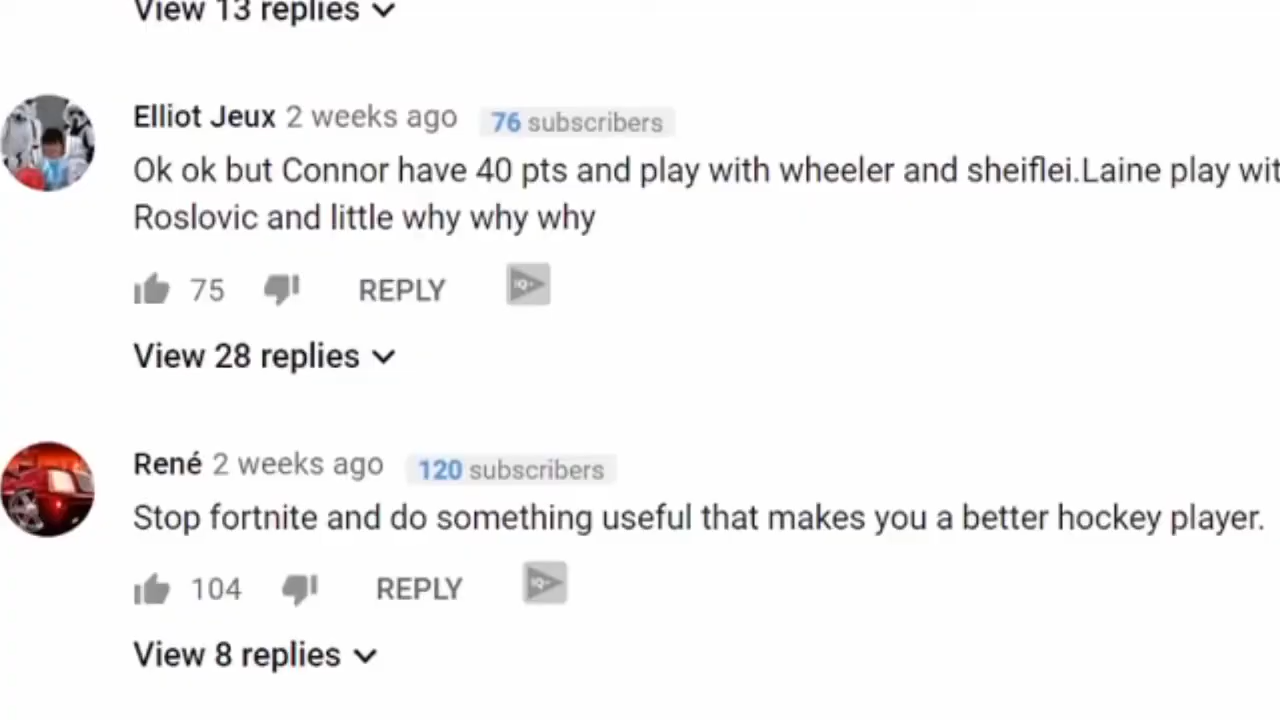 View 13 replies
Elliot Jeux 2 weeks ago 76 subscribers
Ok ok but Connor have 40 pts and play with wheeler and sheiflei.Laine play wit
Roslovic and little why why why
75 REPLY IQ+
View 28 replies
René 2 weeks ago 120 subscribers
Stop fortnite and do something useful that makes you a better hockey player.
104 REPLY IQ+
View 8 replies